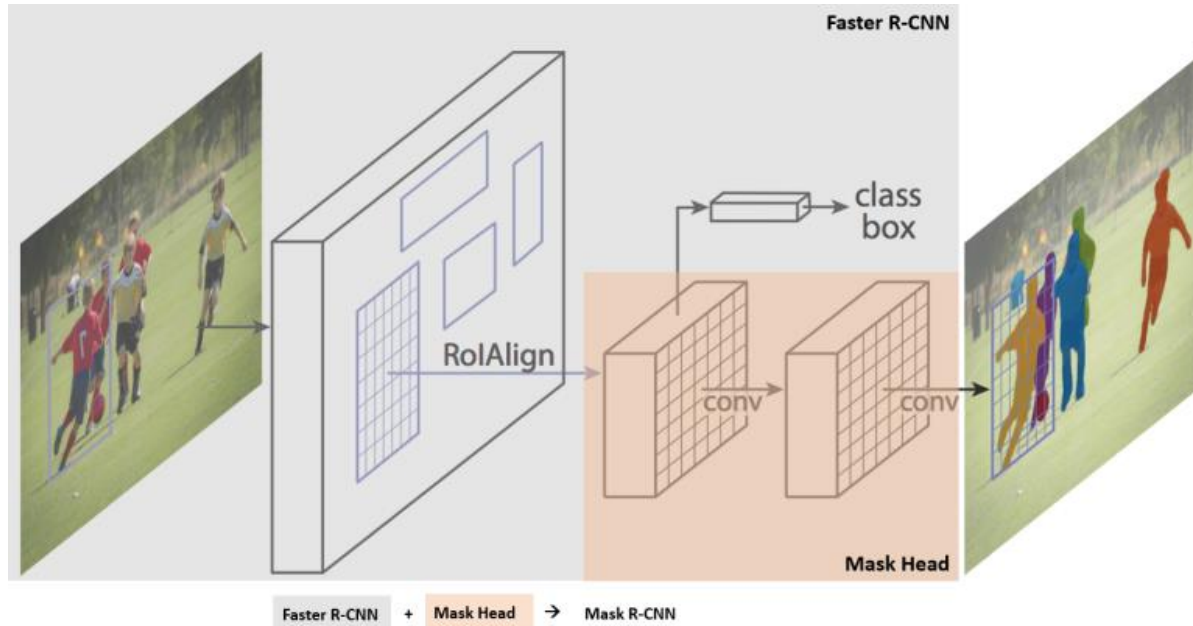 Faster R-CNN
class
box
RoIAlign
conv
conv
Mask Head
Faster R-CNN + Mask Head → Mask R-CNN